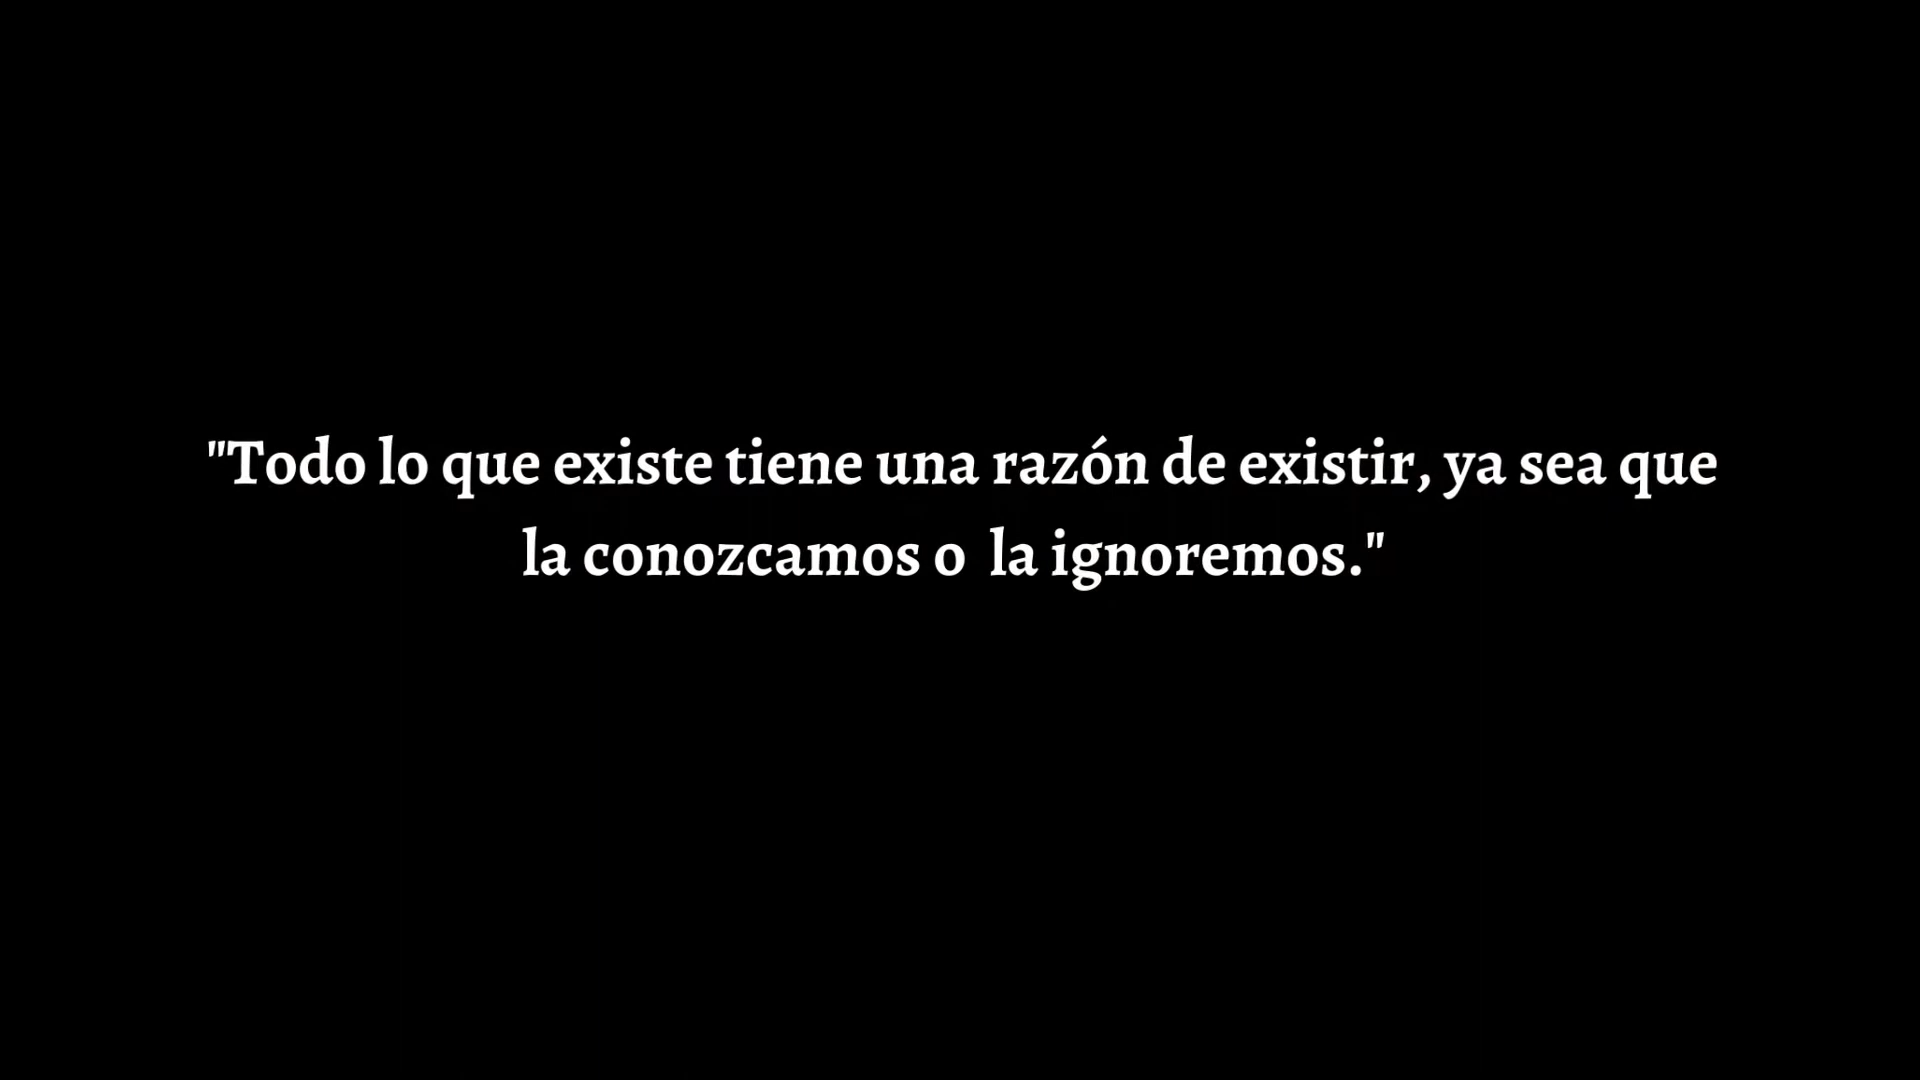 "Todo lo que existe tiene una razón de existir, ya sea que
la conozcamos o  la ignoremos."